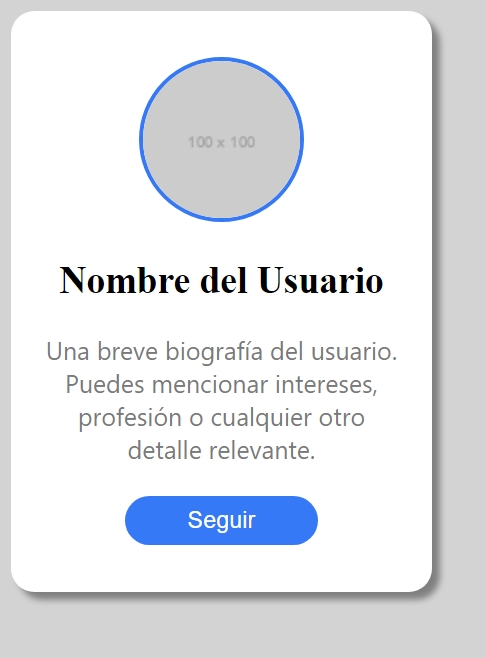 100 x 100
Nombre del Usuario
Una breve biografía del usuario.
Puedes mencionar intereses,
profesión o cualquier otro
detalle relevante.
Seguir